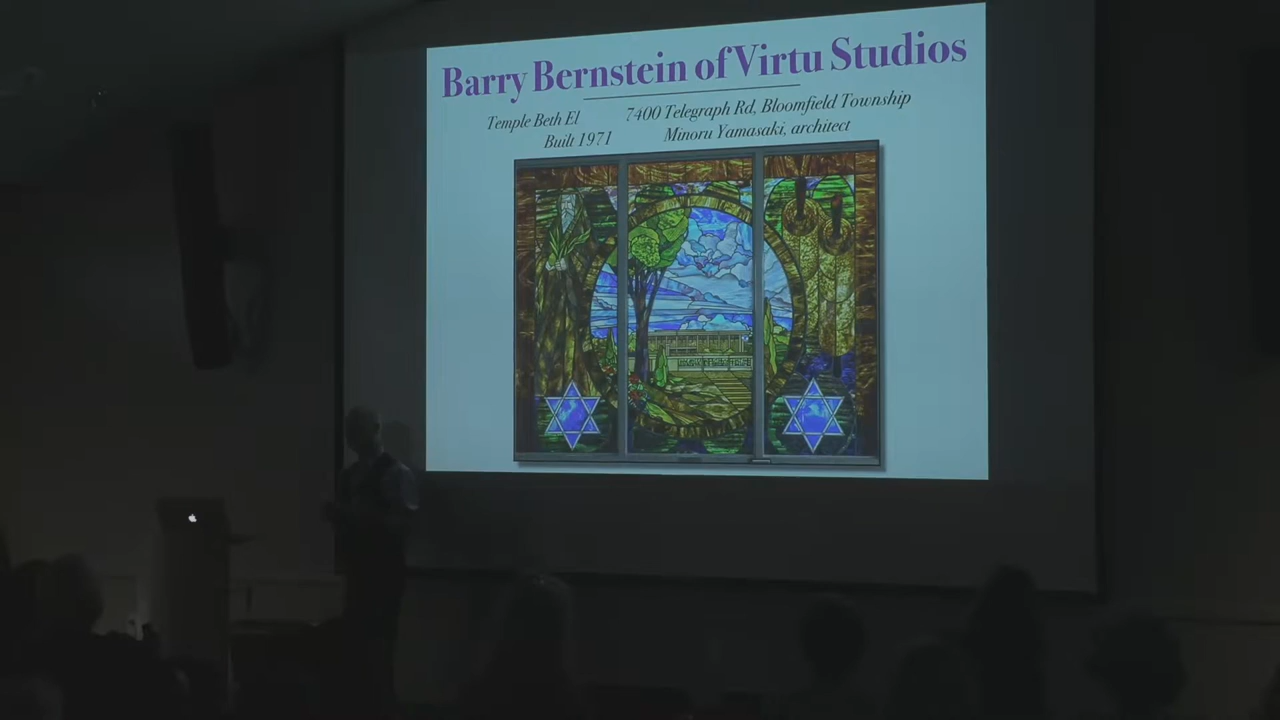 Barry Bernstein of Virtu Studios
Temple Beth El 7400 Telegraph Rd, Bloomfield Township
Built 1971 Minoru Yamasaki, architect